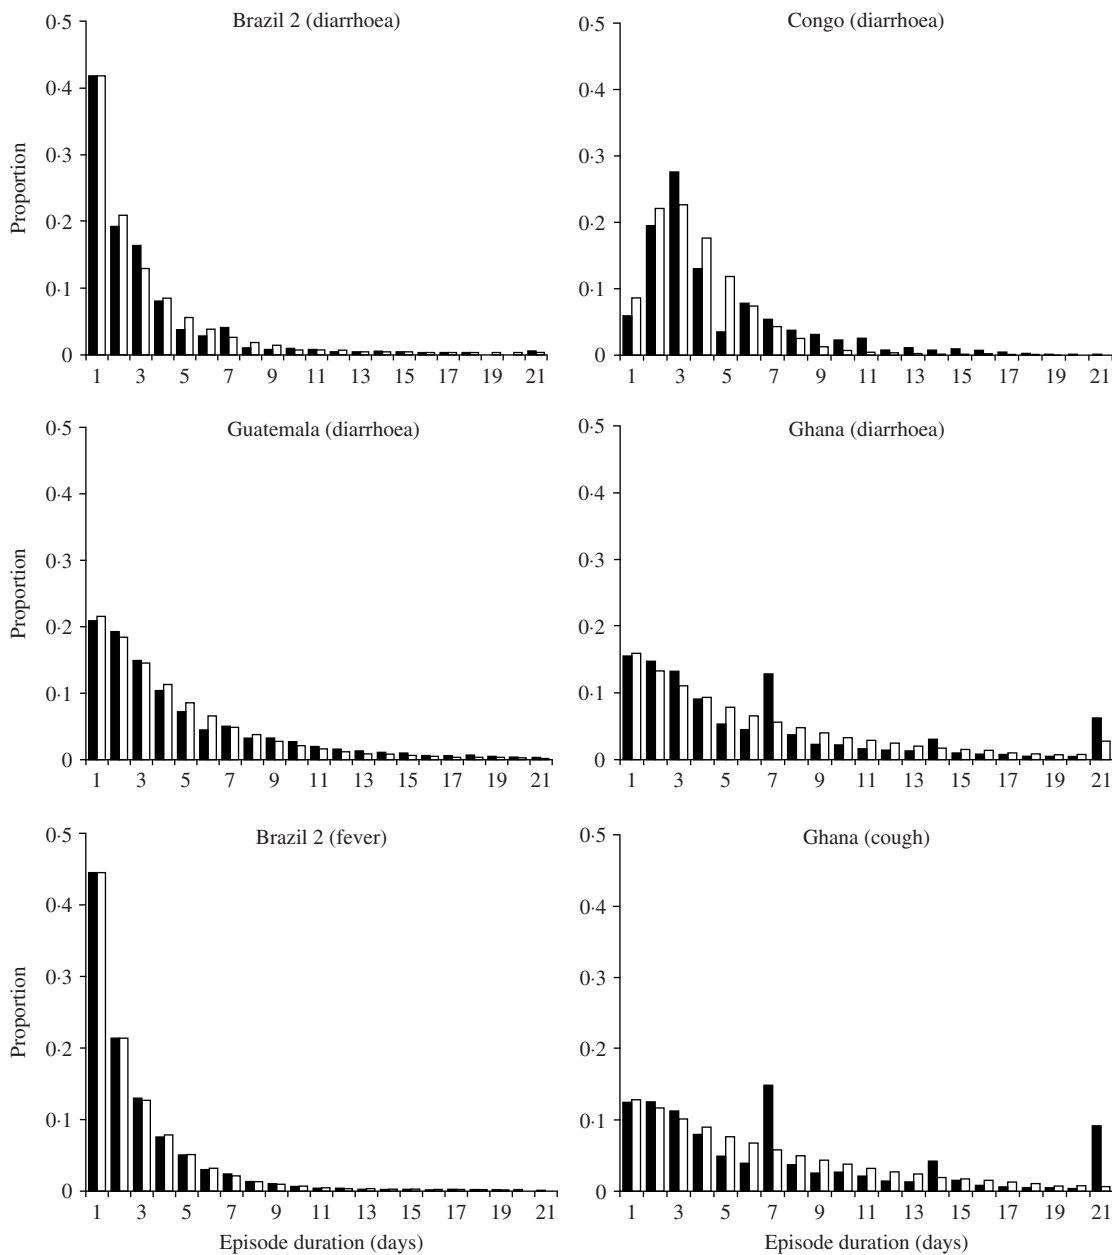 Brazil 2 (diarrhoea)
0·5
0·4
0·3
0·2
0·1
0
Proportion
1 3 5 7 9 11 13 15 17 19 21
Congo (diarrhoea)
0·5
0·4
0·3
0·2
0·1
0
1 3 5 7 9 11 13 15 17 19 21
Guatemala (diarrhoea)
0·5
0·4
0·3
0·2
0·1
0
Proportion
1 3 5 7 9 11 13 15 17 19 21
Ghana (diarrhoea)
0·5
0·4
0·3
0·2
0·1
0
1 3 5 7 9 11 13 15 17 19 21
Brazil 2 (fever)
0·5
0·4
0·3
0·2
0·1
0
Proportion
1 3 5 7 9 11 13 15 17 19 21
Episode duration (days)
Ghana (cough)
0·5
0·4
0·3
0·2
0·1
0
1 3 5 7 9 11 13 15 17 19 21
Episode duration (days)